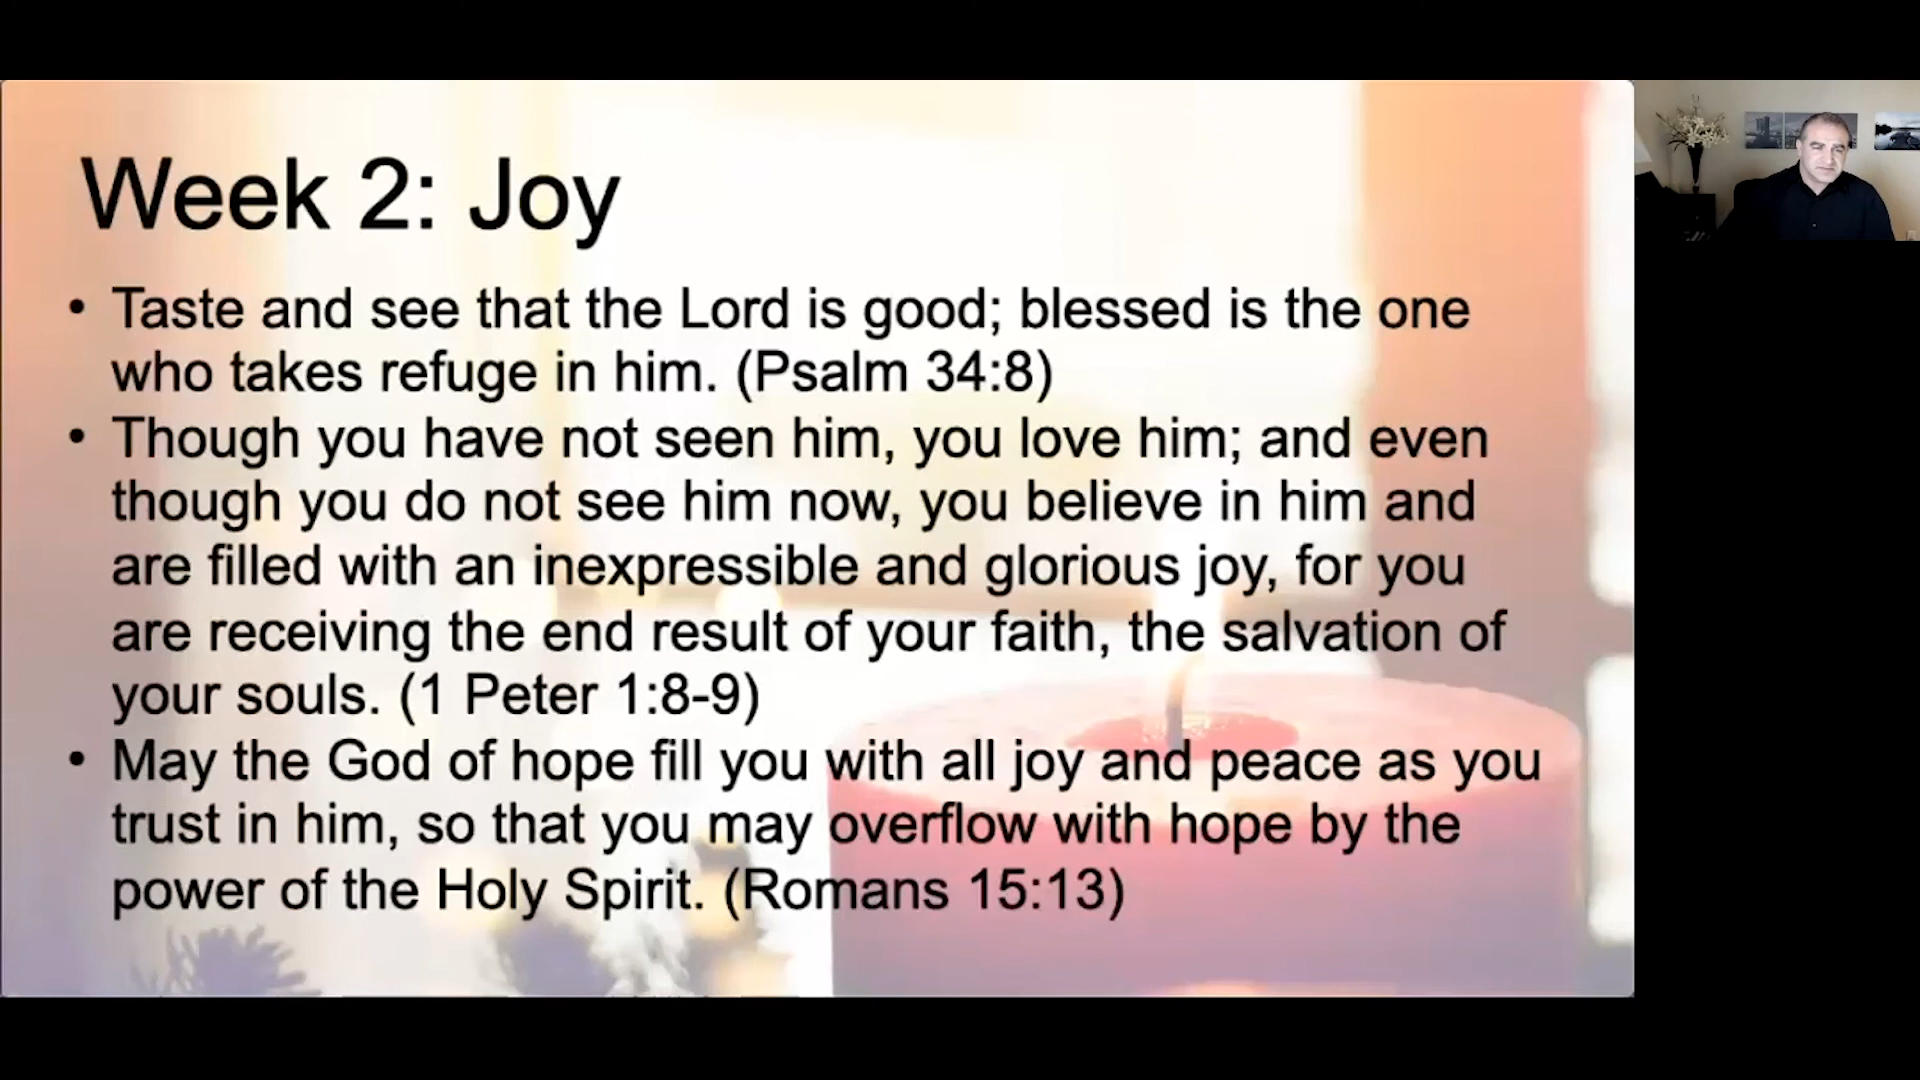 Week 2: Joy
• Taste and see that the Lord is good; blessed is the one
who takes refuge in him. (Psalm 34:8)
• Though you have not seen him, you love him; and even
though you do not see him now, you believe in him and
are filled with an inexpressible and glorious joy, for you
are receiving the end result of your faith, the salvation of
your souls. (1 Peter 1:8-9)
• May the God of hope fill you with all joy and peace as you
trust in him, so that you may overflow with hope by the
power of the Holy Spirit. (Romans 15:13)